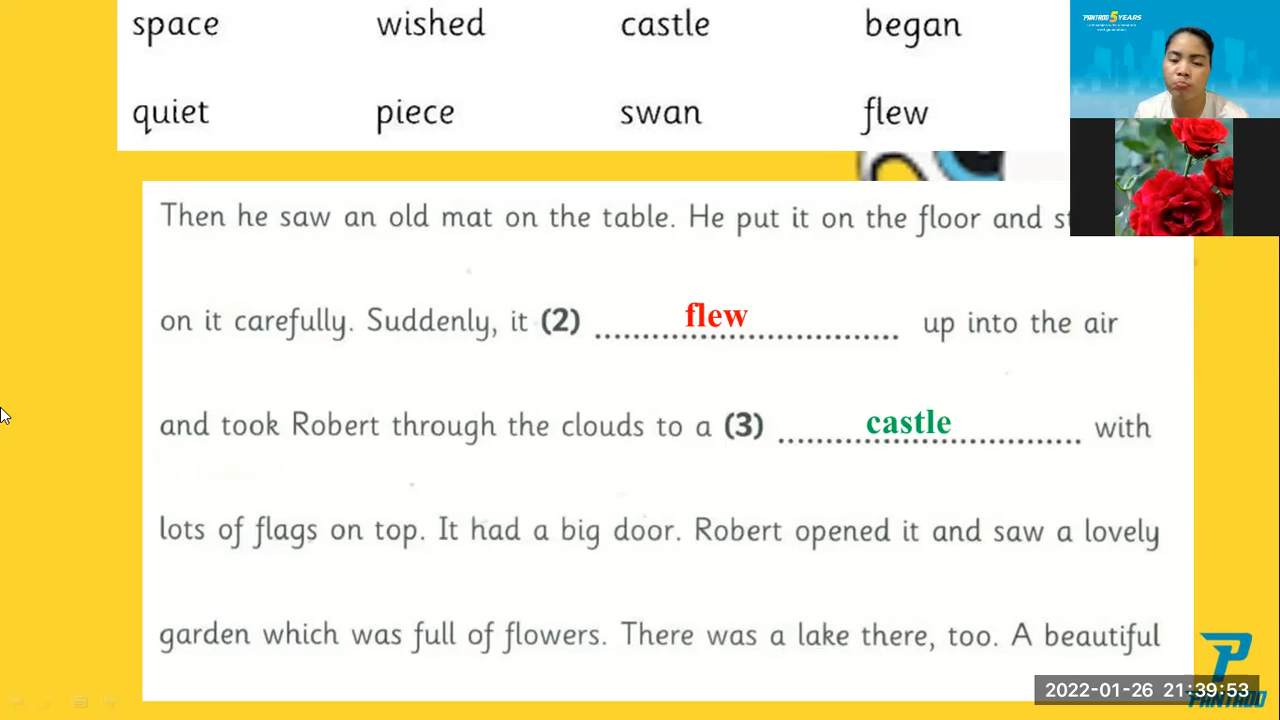 space wished castle began
quiet piece swan flew
Then he saw an old mat on the table. He put it on the floor and
on it carefully. Suddenly, it (2) flew up into the air
and took Robert through the clouds to a (3) castle with
lots of flags on top. It had a big door. Robert opened it and saw a lovely
garden which was full of flowers. There was a lake there, too. A beautiful
PANTADO 5 YEARS
2022-01-26 21:39:53
PANTADO